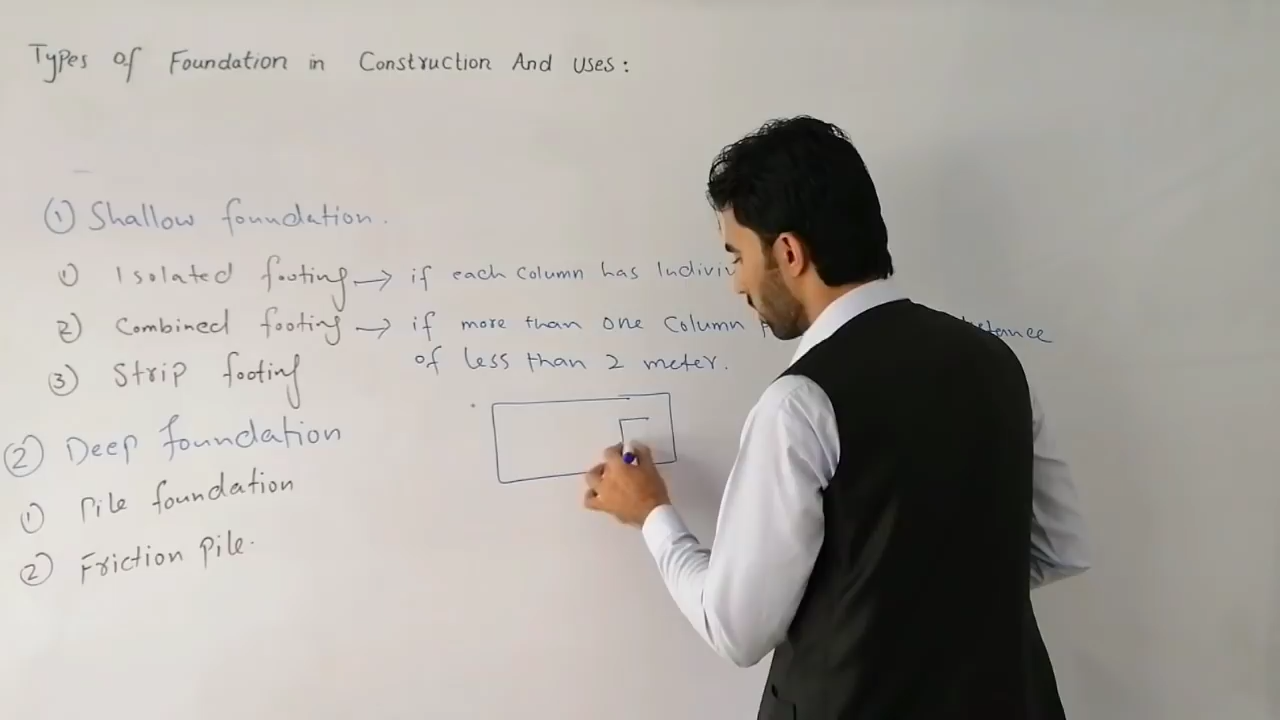 Types of Foundation in Construction And uses:
① Shallow foundation.
① Isolated footing → if each column has
② Combined footing → if more than one Column
of less than 2 meter.
③ Strip footing
② Deep foundation
① Pile foundation
② Friction pile.